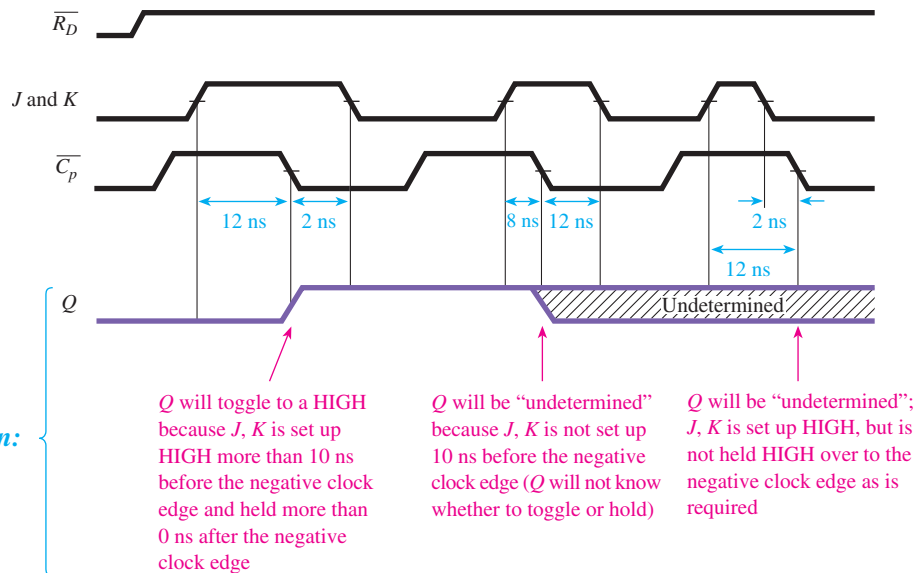 R_D
J and K
C_p
12 ns
2 ns
8 ns
12 ns
2 ns
12 ns
Q
Undetermined
n:
Q will toggle to a HIGH
because J, K is set up
HIGH more than 10 ns
before the negative clock
edge and held more than
0 ns after the negative
clock edge
Q will be “undetermined”
because J, K is not set up
10 ns before the negative
clock edge (Q will not know
whether to toggle or hold)
Q will be “undetermined”;
J, K is set up HIGH, but is
not held HIGH over to the
negative clock edge as is
required